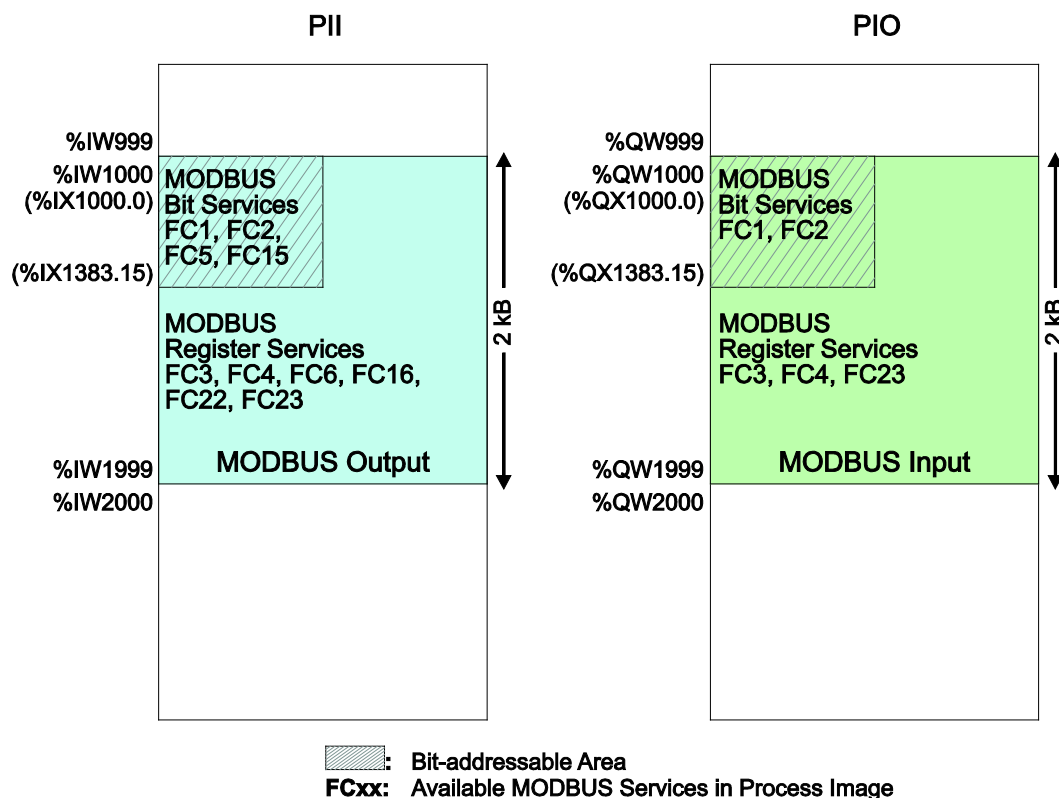 PII
%IW999
%IW1000
(%IX1000.0)
(%IX1383.15)
MODBUS
Bit Services
FC1, FC2,
FC5, FC15
MODBUS
Register Services
FC3, FC4, FC6, FC16,
FC22, FC23
MODBUS Output
%IW1999
%IW2000
2 kB
PIO
%QW999
%QW1000
(%QX1000.0)
(%QX1383.15)
MODBUS
Bit Services
FC1, FC2
MODBUS
Register Services
FC3, FC4, FC23
MODBUS Input
%QW1999
%QW2000
2 kB
: Bit-addressable Area
FCxx: Available MODBUS Services in Process Image